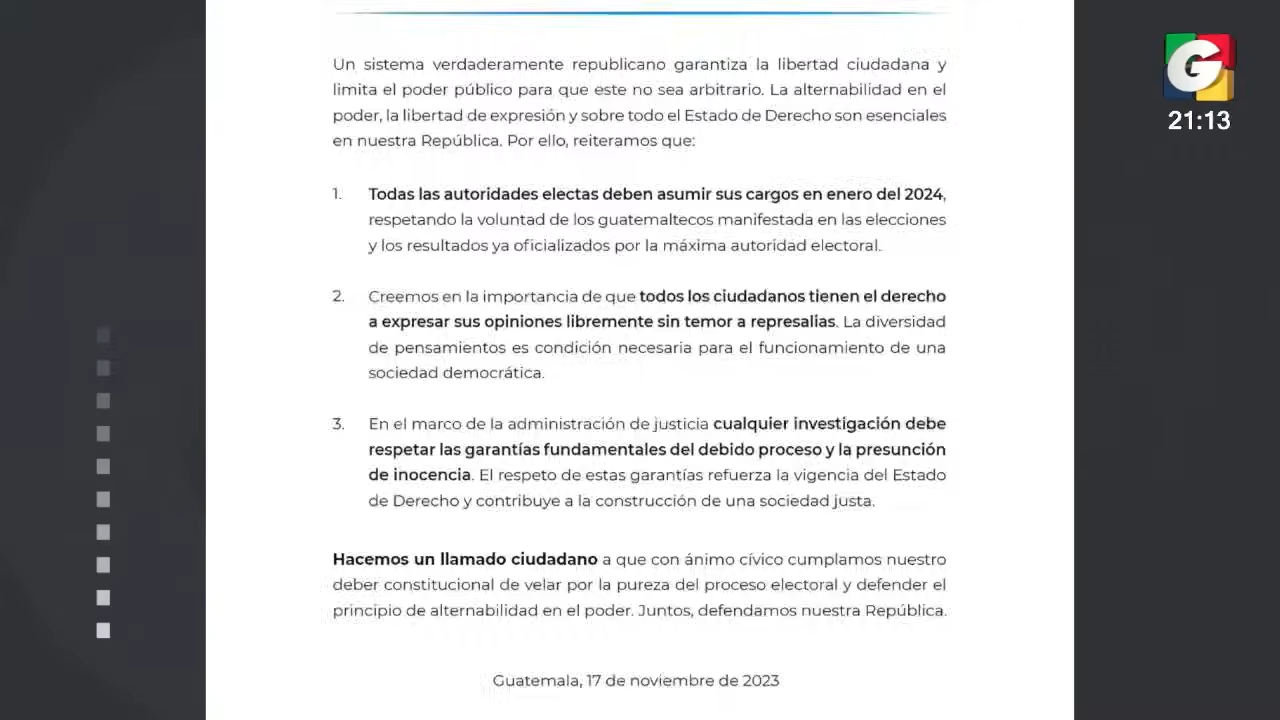 G
21:13
Un sistema verdaderamente republicano garantiza la libertad ciudadana y
limita el poder público para que este no sea arbitrario. La alternabilidad en el
poder, la libertad de expresión y sobre todo el Estado de Derecho son esenciales
en nuestra República. Por ello, reiteramos que:
1. Todas las autoridades electas deben asumir sus cargos en enero del 2024,
respetando la voluntad de los guatemaltecos manifestada en las elecciones
y los resultados ya oficializados por la máxima autoridad electoral.
2. Creemos en la importancia de que todos los ciudadanos tienen el derecho
a expresar sus opiniones libremente sin temor a represalias. La diversidad
de pensamientos es condición necesaria para el funcionamiento de una
sociedad democrática.
3. En el marco de la administración de justicia cualquier investigación debe
respetar las garantías fundamentales del debido proceso y la presunción
de inocencia. El respeto de estas garantías refuerza la vigencia del Estado
de Derecho y contribuye a la construcción de una sociedad justa.
Hacemos un llamado ciudadano a que con ánimo cívico cumplamos nuestro
deber constitucional de velar por la pureza del proceso electoral y defender el
principio de alternabilidad en el poder. Juntos, defendamos nuestra República.
Guatemala, 17 de noviembre de 2023